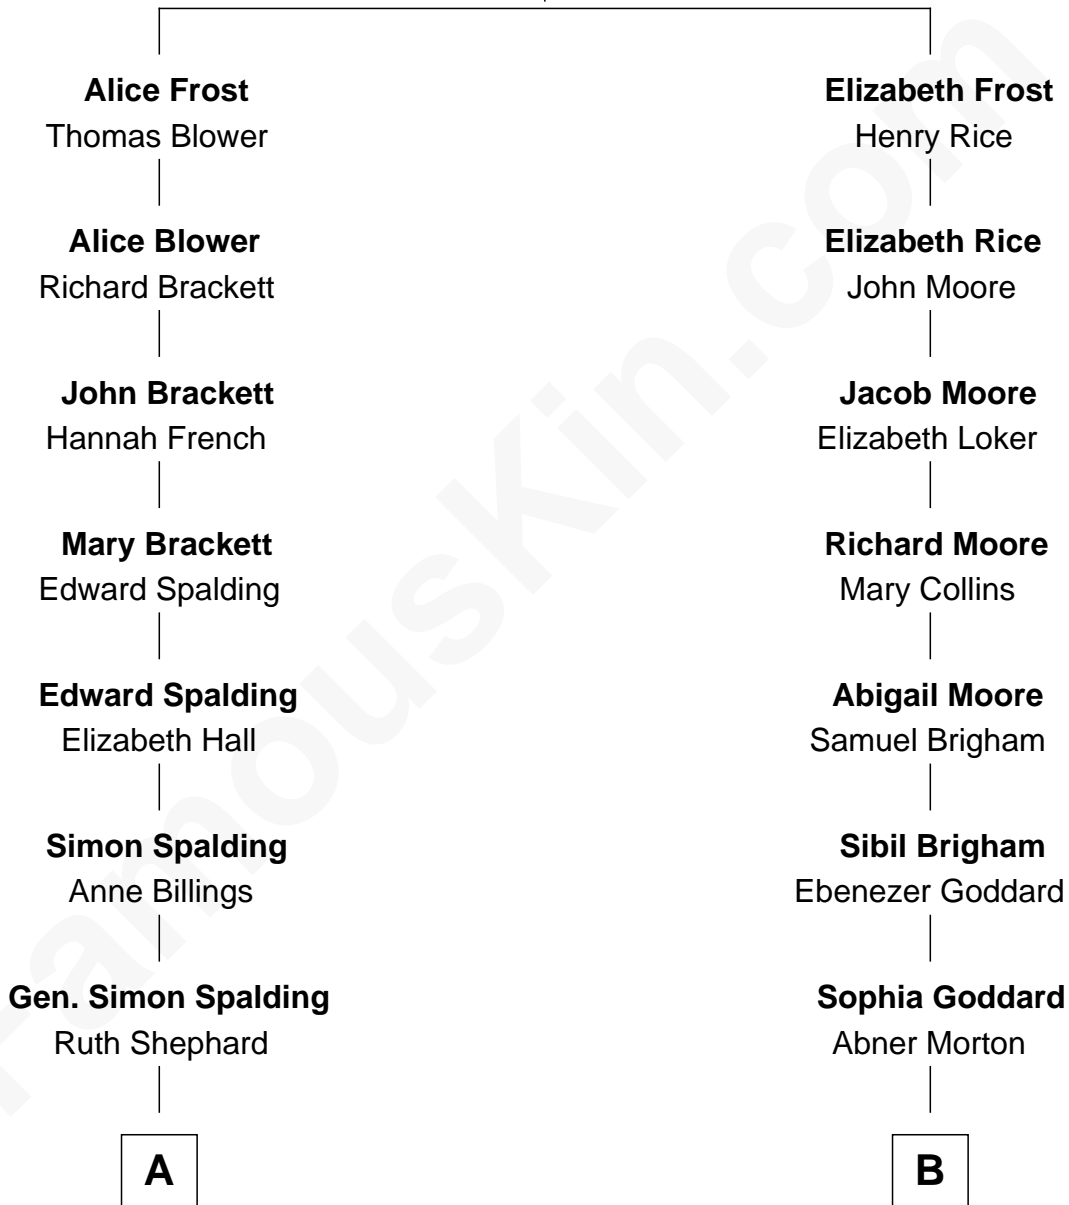 Alice Frost
Thomas Blower
Alice Blower
Richard Brackett
John Brackett
Hannah French
Mary Brackett
Edward Spalding
Edward Spalding
Elizabeth Hall
Simon Spalding
Anne Billings
Gen. Simon Spalding
Ruth Shephard
A
Elizabeth Frost
Henry Rice
Elizabeth Rice
John Moore
Jacob Moore
Elizabeth Loker
Richard Moore
Mary Collins
Abigail Moore
Samuel Brigham
Sibil Brigham
Ebenezer Goddard
Sophia Goddard
Abner Morton
B
FamousKin.com